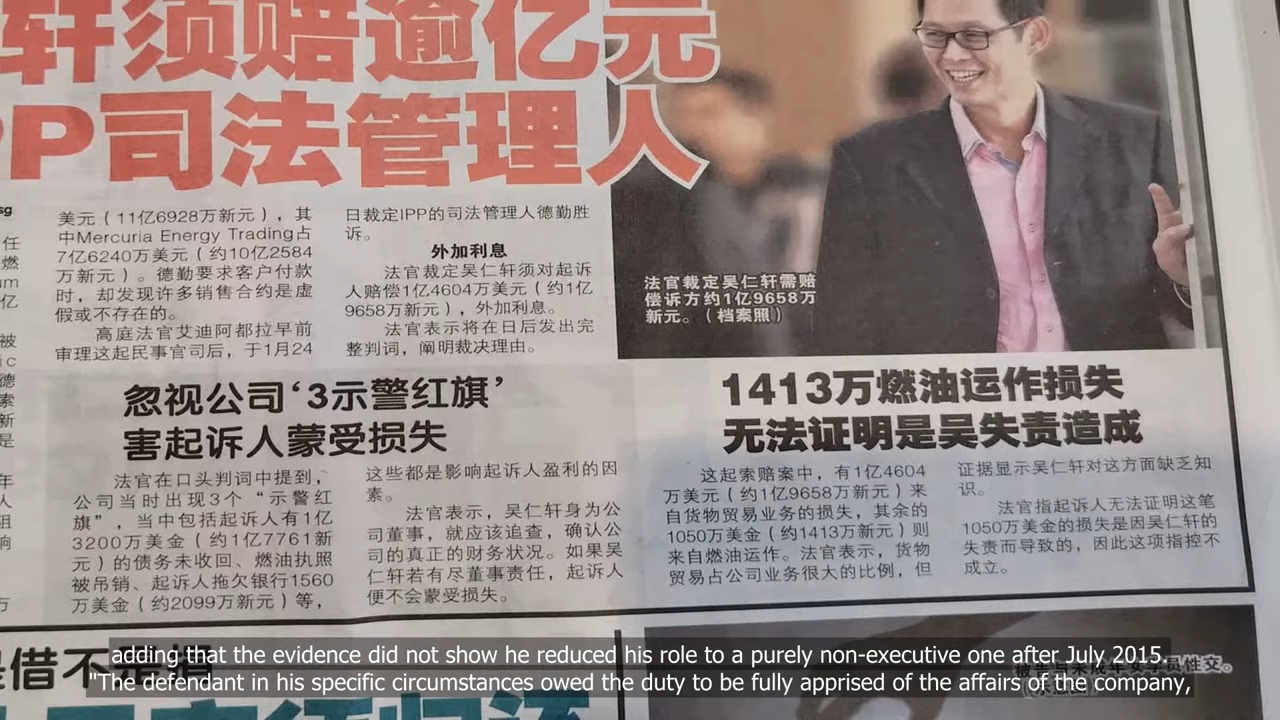 轩须赔逾亿元
PP司法管理人
美元（11亿6928万新元），其
中Mercuria Energy Trading占
7亿6240万美元（约10亿2584
万新元）。德勤要求客户付款
时，却发现许多销售合约是虚
假或不存在的。
高庭法官艾迪阿都拉早前
审理这起民事官司后，于1月24
日裁定IPP的司法管理人德勤胜
诉。
外加利息
法官裁定吴仁轩须对起诉
人赔偿1亿4604万美元（约1亿
9658万新元），外加利息。
法官表示将在日后发出完
整判词，阐明裁决理由。
法官裁定吴仁轩需赔
偿诉方约1亿9658万
新元。（档案照）
忽视公司‘3示警红旗’
害起诉人蒙受损失
法官在口头判词中提到，
公司当时出现3个“示警红
旗”，当中包括起诉人有1亿
3200万美金（约1亿7761新
元）的债务未收回、燃油执照
被吊销、起诉人拖欠银行1560
万美金（约2099万新元）等，
这些都是影响起诉人盈利的因
素。
法官表示，吴仁轩身为公
司董事，就应该追查，确认公
司的真正的财务状况。如果吴
仁轩若有尽董事责任，起诉人
便不会蒙受损失。
1413万燃油运作损失
无法证明是吴失责造成
这起索赔案中，有1亿4604
万美元（约1亿9658万新元）来
自货物贸易业务的损失，其余的
1050万美金（约1413万新元）则
来自燃油运作。法官表示，货物
贸易占公司业务很大的比例，但
证据显示吴仁轩对这方面缺乏知
识。
法官指起诉人无法证明这笔
1050万美金的损失是因吴仁轩的
失责而导致的，因此这项指控不
成立。
adding that the evidence did not show he reduced his role to a purely non-executive one after July 2015.
"The defendant in his specific circumstances owed the duty to be fully apprised of the affairs of the company,